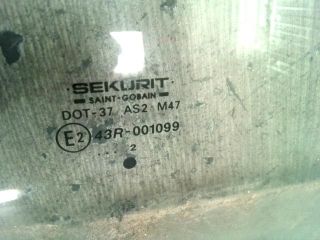 SEKURIT
SAINT-GOBAIN
DOT-37 AS2 M47
E2 43R-001099
... 2